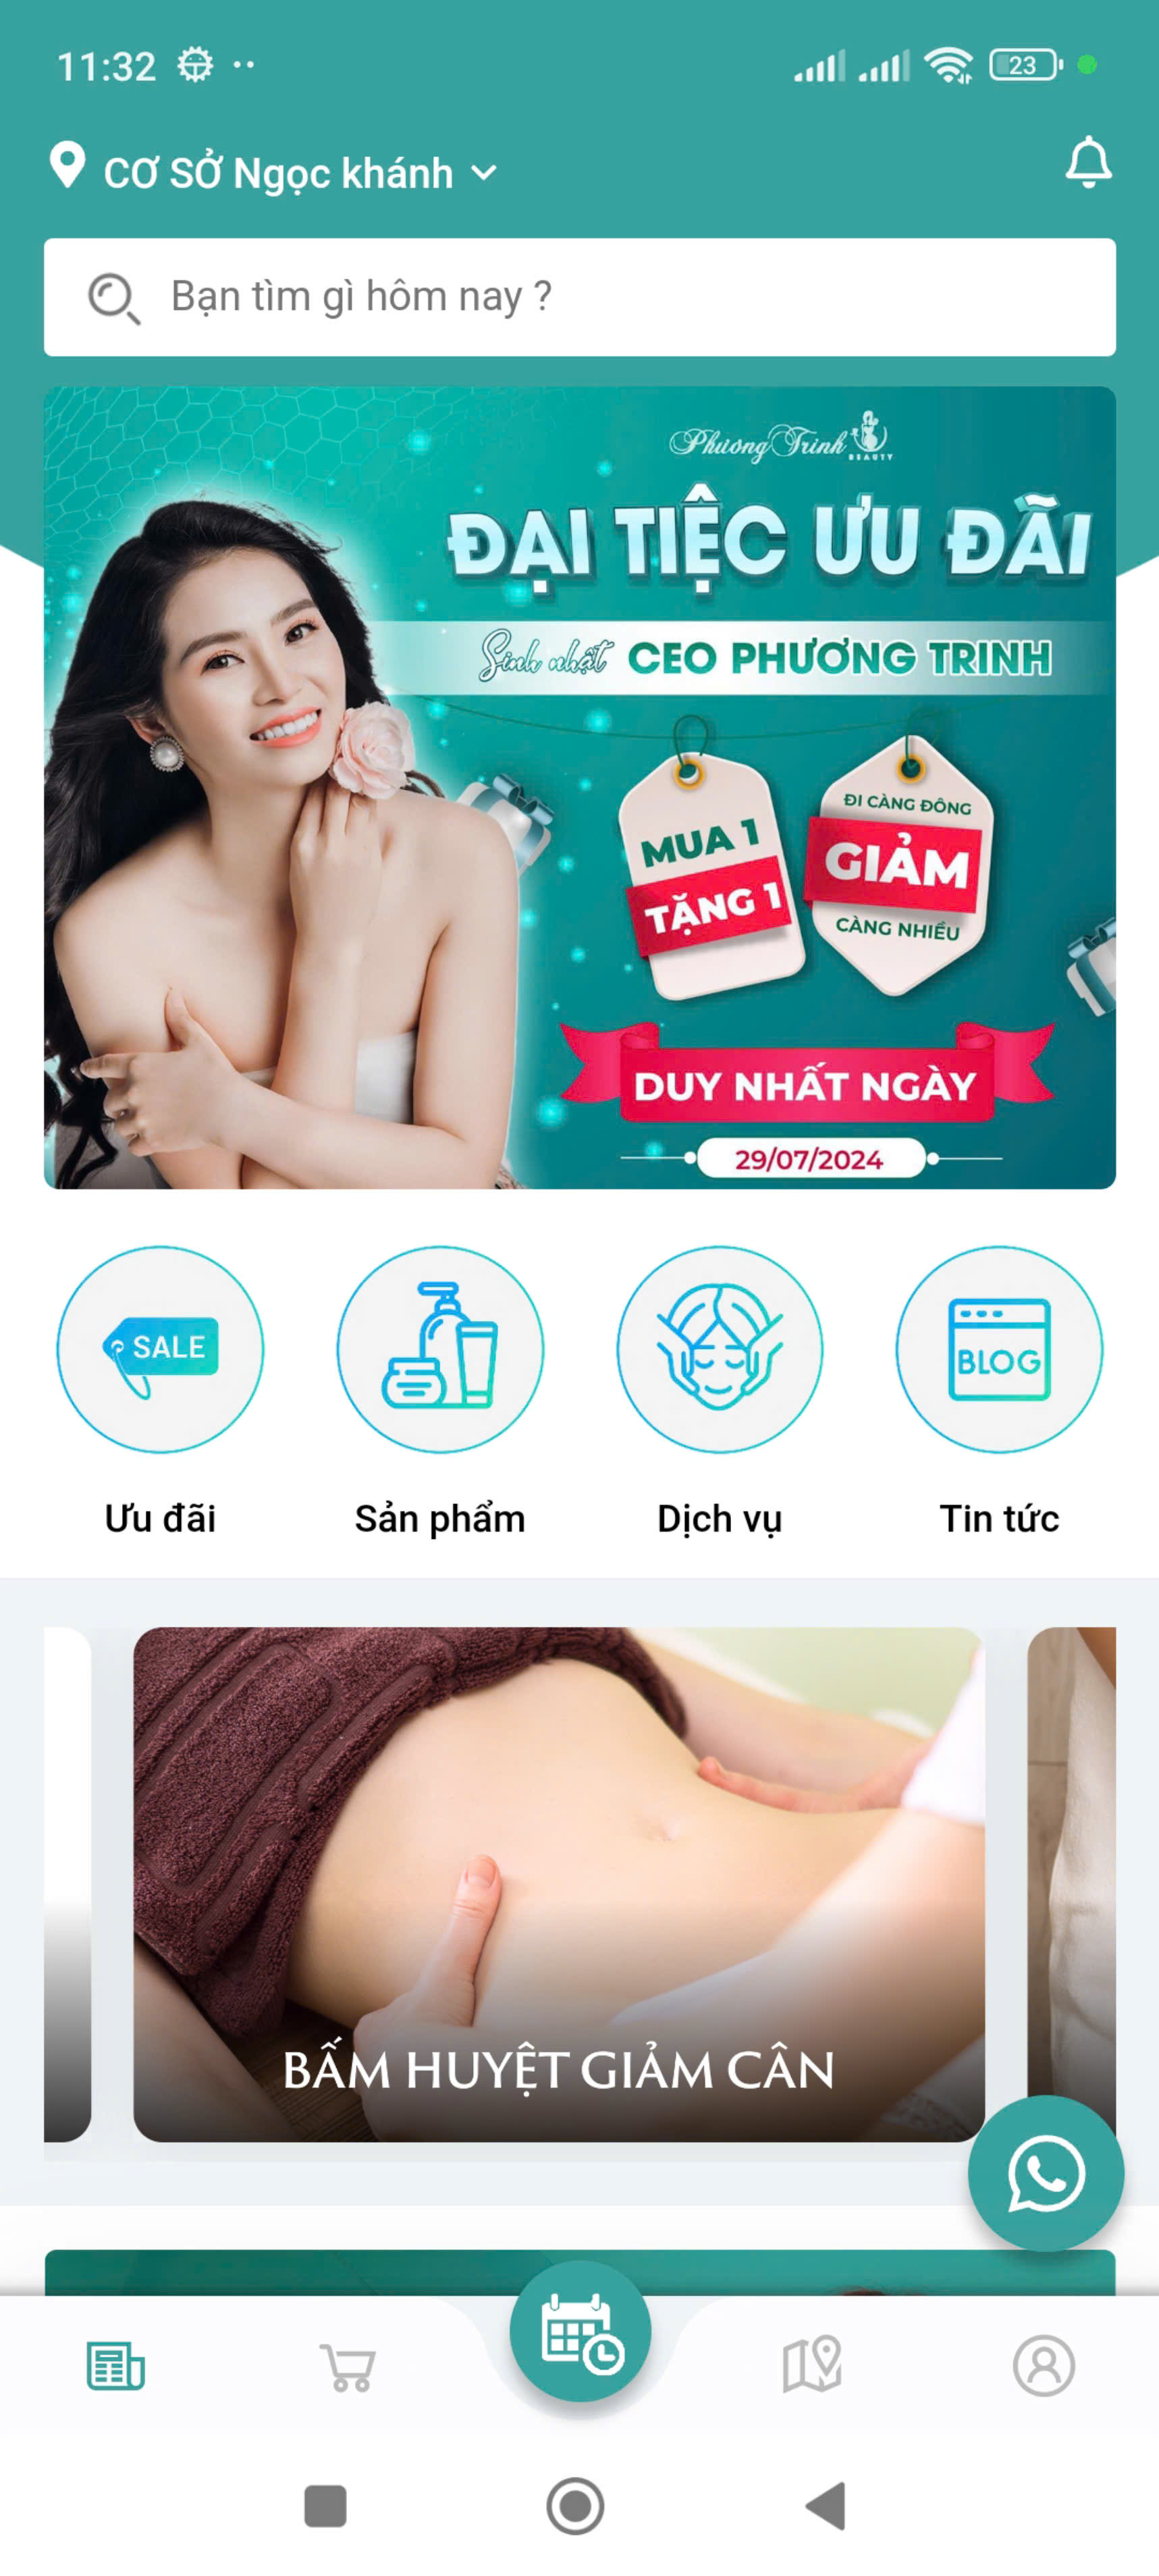 11:32
23
CƠ SỞ Ngọc khánh
Bạn tìm gì hôm nay ?
Phương Trinh
BEAUTY
ĐẠI TIỆC ƯU ĐÃI
Sinh nhật CEO PHƯƠNG TRINH
MUA 1
TẶNG 1
ĐI CÀNG ĐÔNG
GIẢM
CÀNG NHIỀU
DUY NHẤT NGÀY
29/07/2024
SALE
BLOG
Ưu đãi
Sản phẩm
Dịch vụ
Tin tức
BẤM HUYỆT GIẢM CÂN